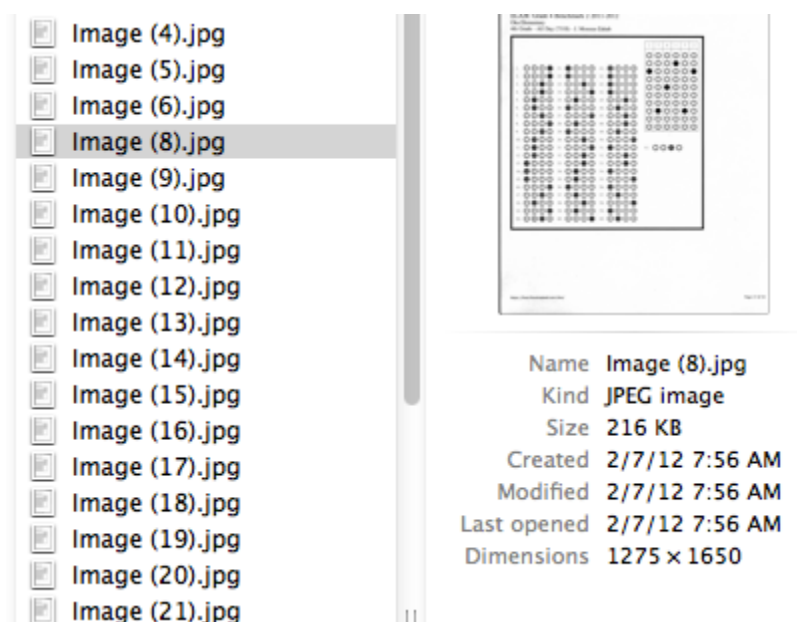 Image (4).jpg
Image (5).jpg
Image (6).jpg
Image (8).jpg
Image (9).jpg
Image (10).jpg
Image (11).jpg
Image (12).jpg
Image (13).jpg
Image (14).jpg
Image (15).jpg
Image (16).jpg
Image (17).jpg
Image (18).jpg
Image (19).jpg
Image (20).jpg
Image (21).jpg
Name Image (8).jpg
Kind JPEG image
Size 216 KB
Created 2/7/12 7:56 AM
Modified 2/7/12 7:56 AM
Last opened 2/7/12 7:56 AM
Dimensions 1275 × 1650